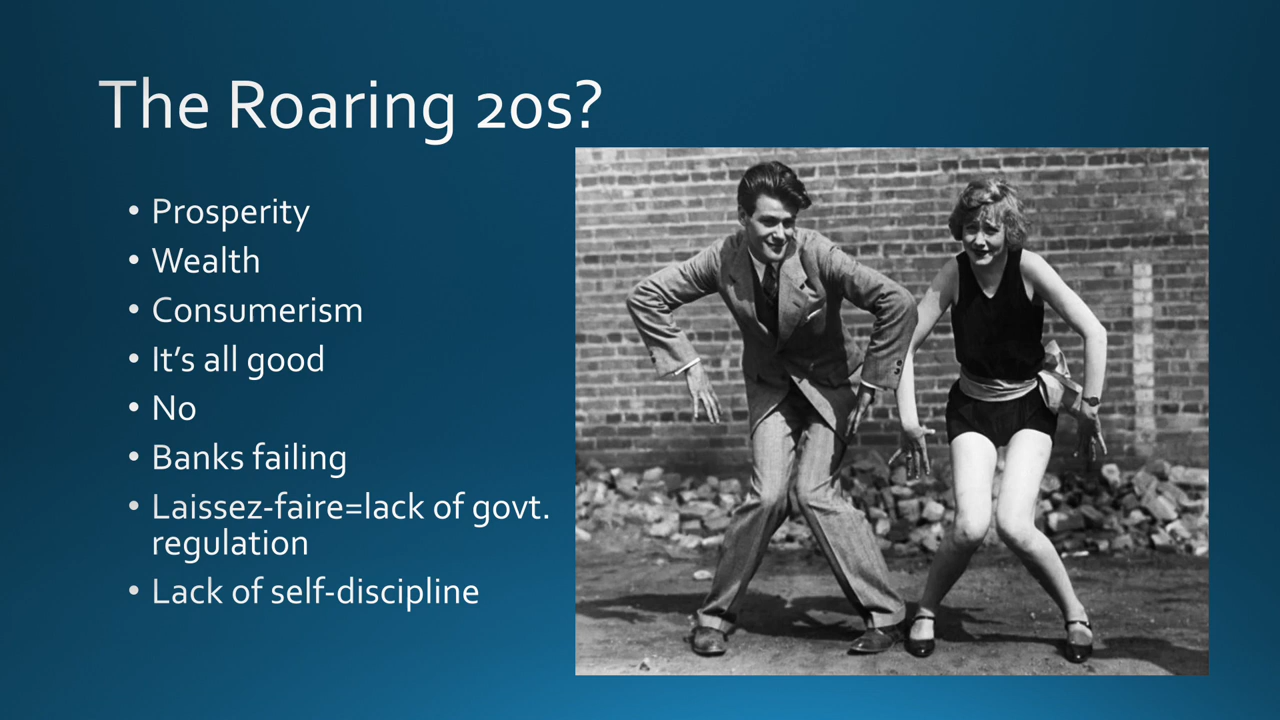 The Roaring 20s?
• Prosperity
• Wealth
• Consumerism
• It’s all good
• No
• Banks failing
• Laissez-faire=lack of govt.
regulation
• Lack of self-discipline